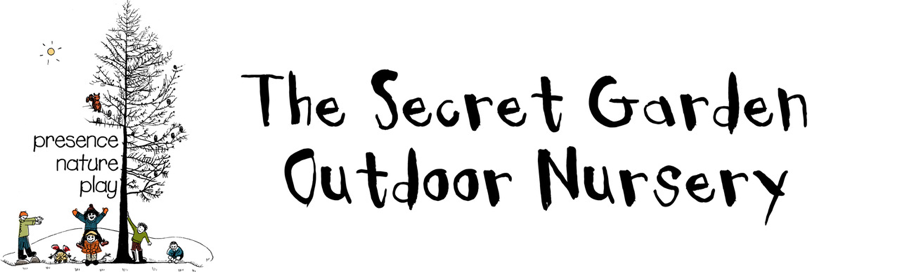 presence
nature
play
The Secret Garden
Outdoor Nursery